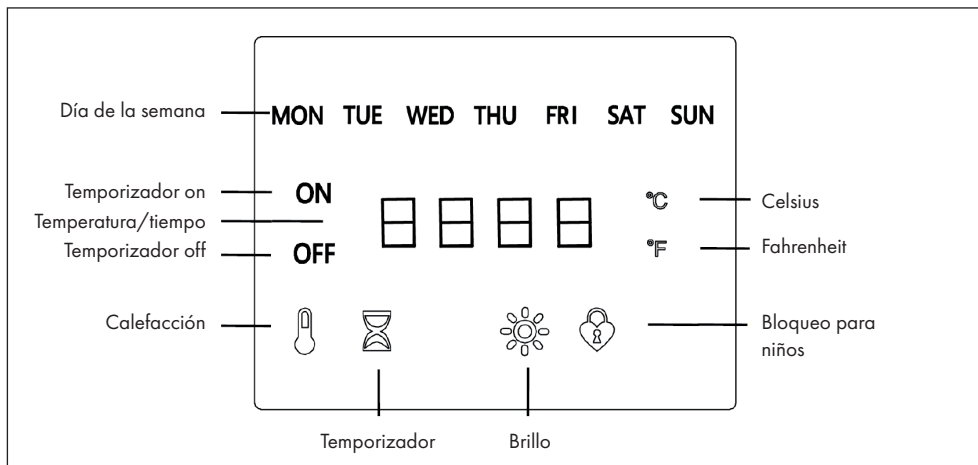 Día de la semana
MON TUE WED THU FRI SAT SUN
Temporizador on
ON
Temperatura/tiempo
8888
Temporizador off
OFF
°C
Celsius
°F
Fahrenheit
Calefacción
Bloqueo para
niños
Temporizador
Brillo